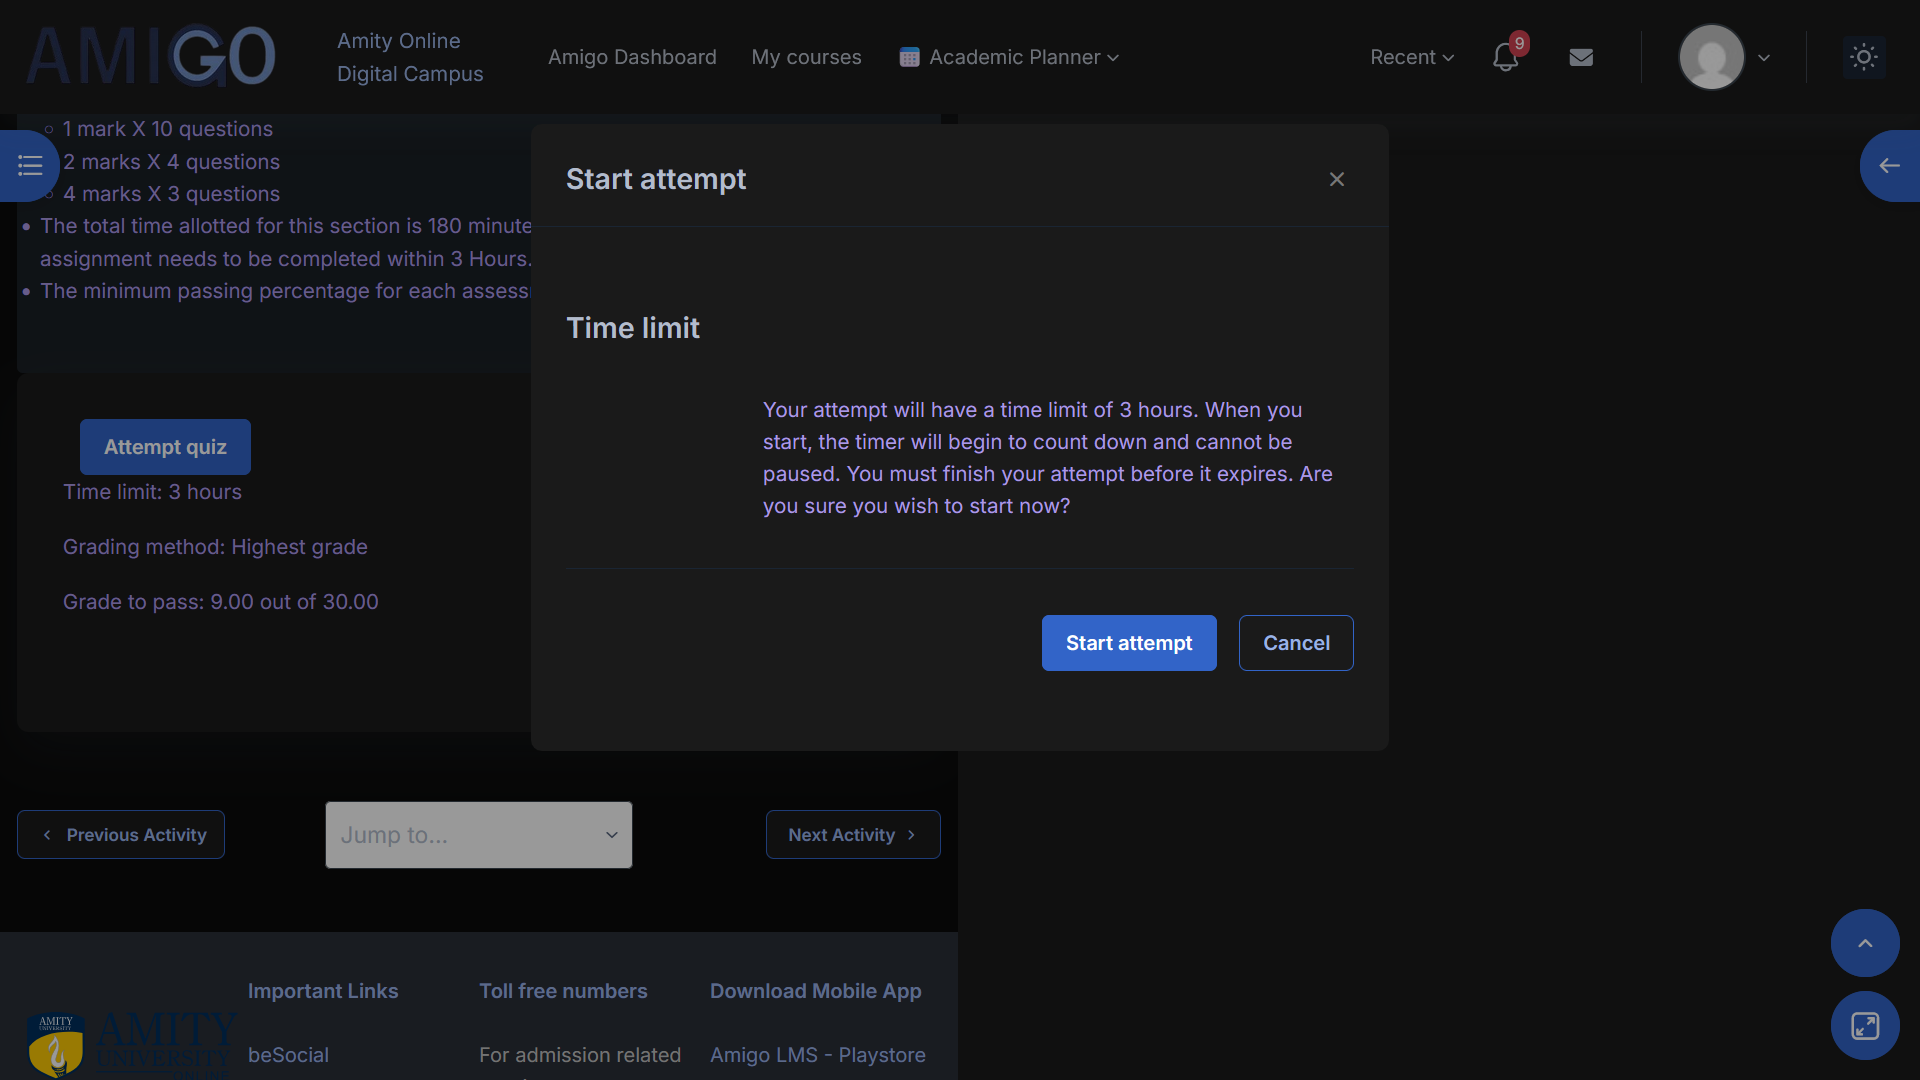 AMIGO
Amity Online
Digital Campus
Amigo Dashboard
My courses
Academic Planner
Recent
9
1 mark X 10 questions
2 marks X 4 questions
4 marks X 3 questions
The total time allotted for this section is 180 minute
assignment needs to be completed within 3 Hours.
The minimum passing percentage for each assess
Attempt quiz
Time limit: 3 hours
Grading method: Highest grade
Grade to pass: 9.00 out of 30.00
Start attempt
Time limit
Your attempt will have a time limit of 3 hours. When you
start, the timer will begin to count down and cannot be
paused. You must finish your attempt before it expires. Are
you sure you wish to start now?
Start attempt
Cancel
Previous Activity
Jump to...
Next Activity
Important Links
Toll free numbers
Download Mobile App
AMITY
UNIVERSITY
AMITY
UNIVERSITY
ONLINE
beSocial
For admission related
Amigo LMS - Playstore